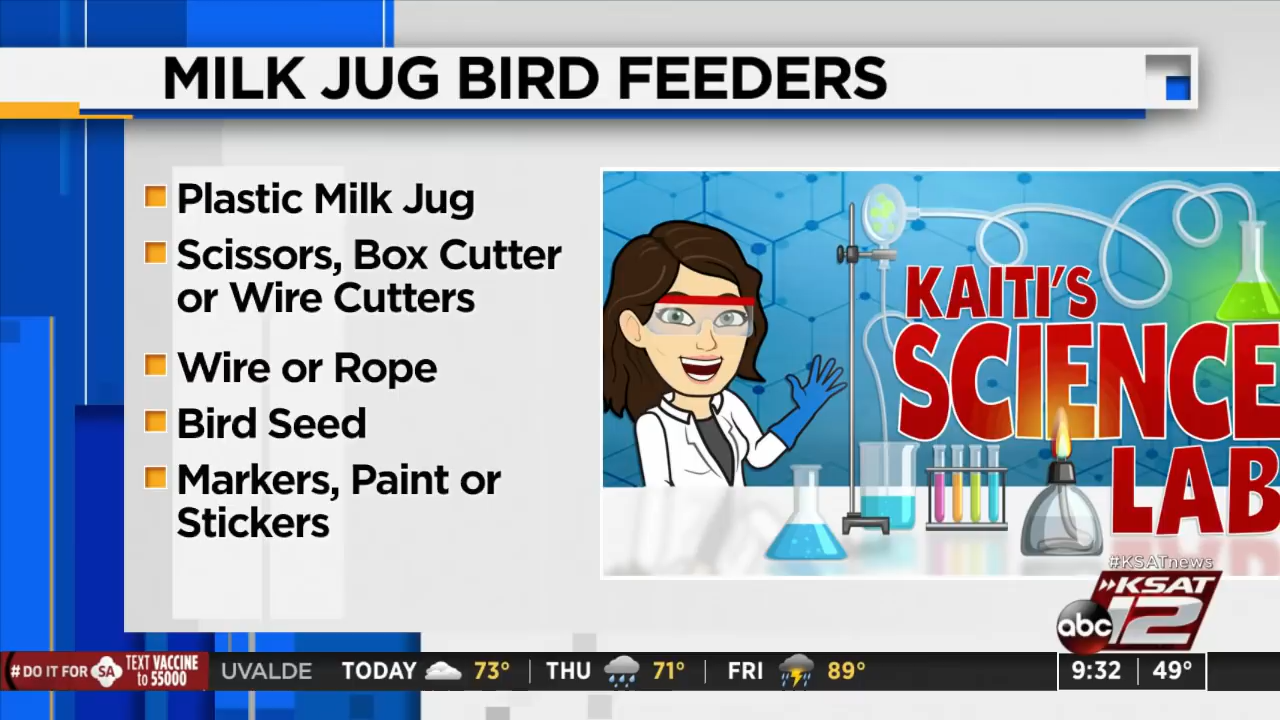 MILK JUG BIRD FEEDERS
Plastic Milk Jug
Scissors, Box Cutter
or Wire Cutters
Wire or Rope
Bird Seed
Markers, Paint or
Stickers
KAITI'S
SCIENCE
LAB
#KSATnews
KSAT
abc 12
#DO IT FOR SA TEXT VACCINE to 55000 UVALDE TODAY 73° THU 71° FRI 89° 9:32 49°